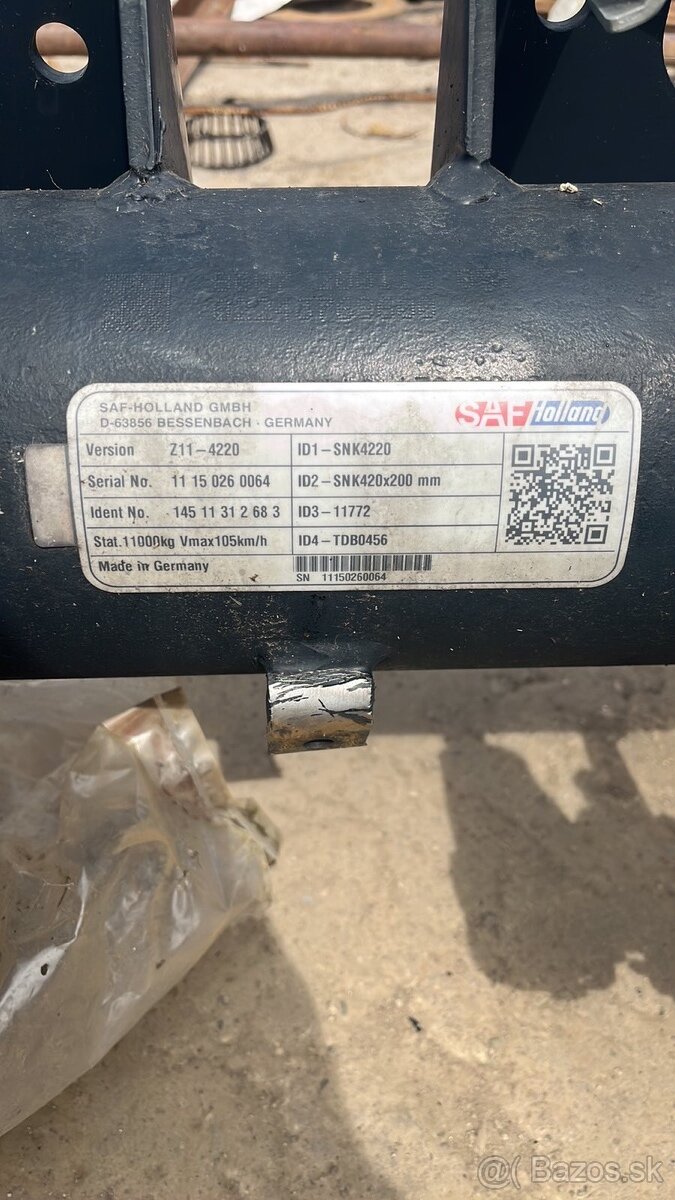 SAF-HOLLAND GMBH
D-63856 BESSENBACH · GERMANY
SAF Holland
Version Z11-4220
ID1-SNK4220
Serial No. 11 15 026 0064
ID2-SNK420x200 mm
Ident No. 145 11 31 2 68 3
ID3-11772
Stat.11000kg Vmax105km/h
ID4-TDB0456
Made in Germany
SN 11150260064
@( Bazos.sk